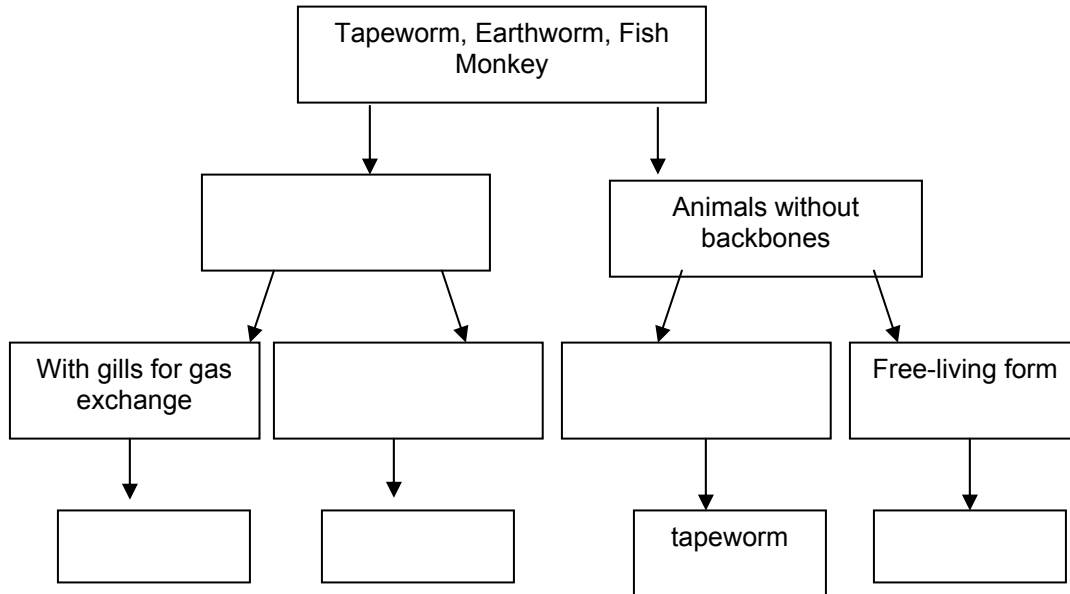 Tapeworm, Earthworm, Fish
Monkey
Animals without
backbones
With gills for gas
exchange
Free-living form
tapeworm